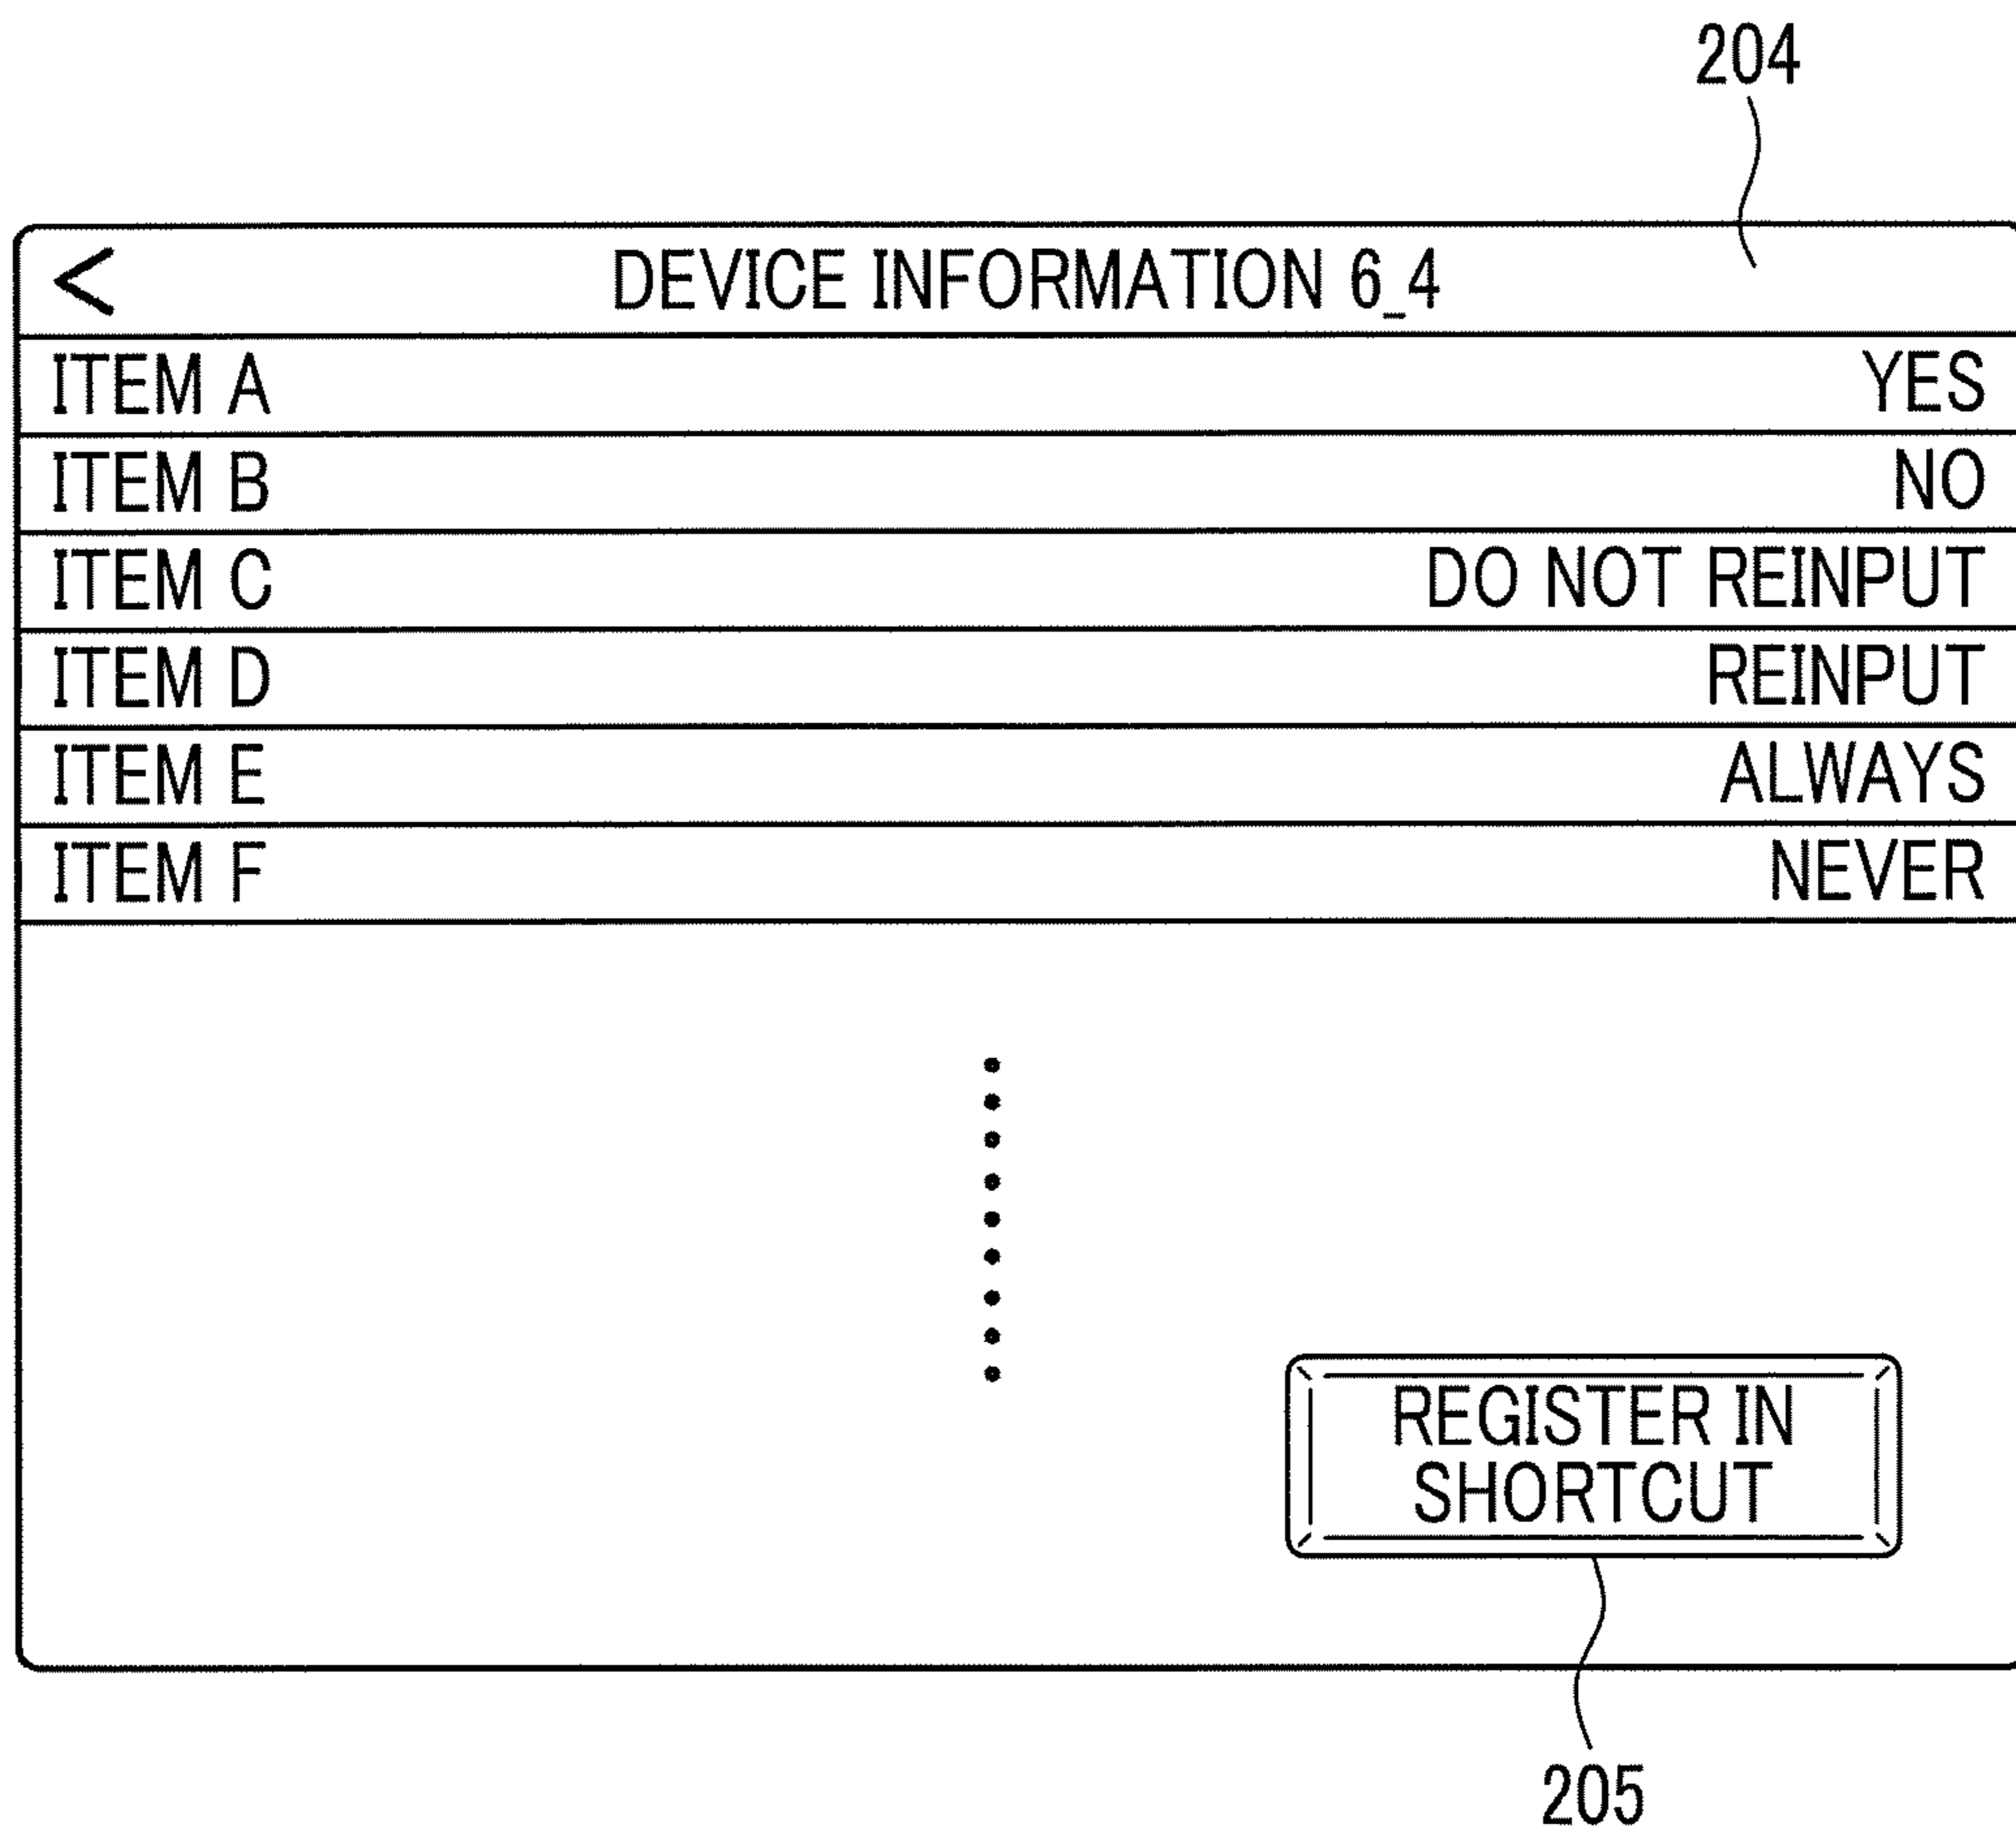 204
< DEVICE INFORMATION 6_4
ITEM A YES
ITEM B NO
ITEM C DO NOT REINPUT
ITEM D REINPUT
ITEM E ALWAYS
ITEM F NEVER
REGISTER IN
SHORTCUT
205